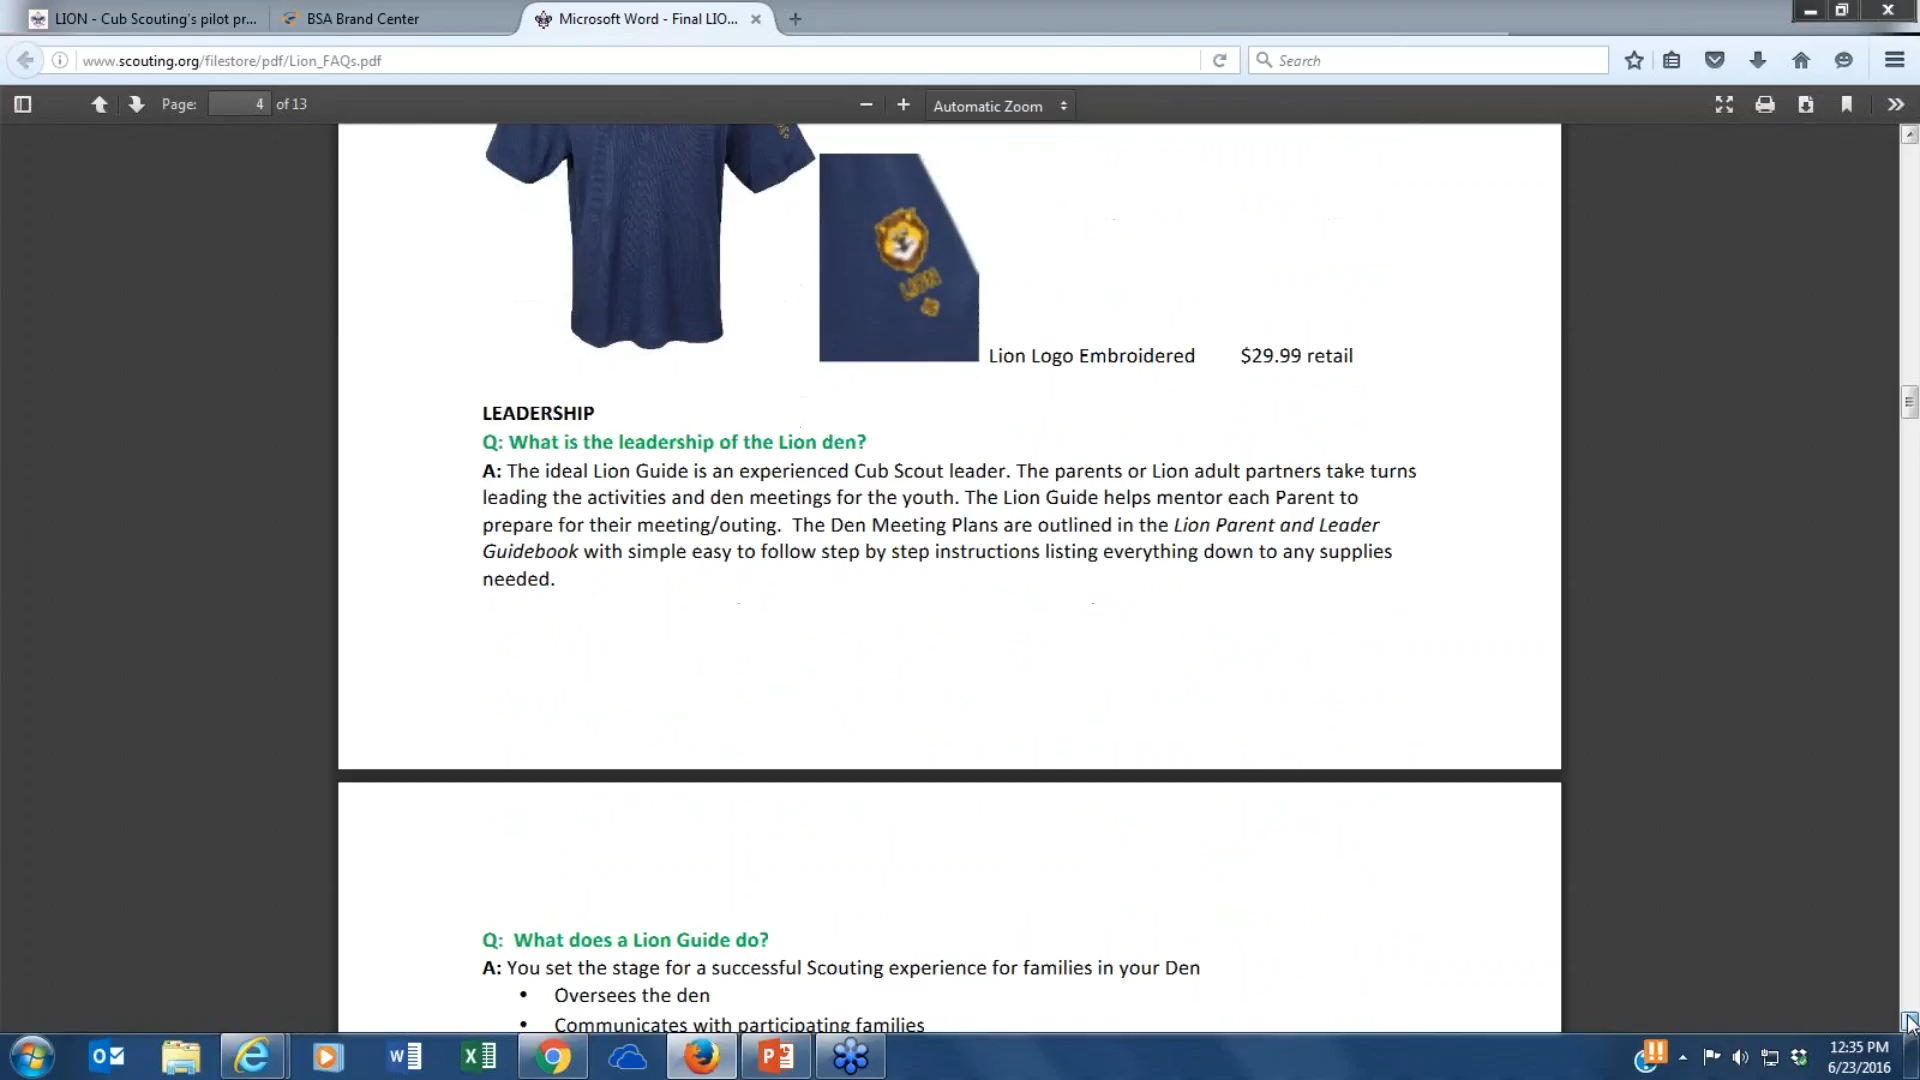 LION - Cub Scouting's pilot pr...
BSA Brand Center
Microsoft Word - Final LIO...
www.scouting.org/filestore/pdf/Lion_FAQs.pdf
Search
Page: 4 of 13
Automatic Zoom
LION
Lion Logo Embroidered $29.99 retail
LEADERSHIP
Q: What is the leadership of the Lion den?
A: The ideal Lion Guide is an experienced Cub Scout leader. The parents or Lion adult partners take turns
leading the activities and den meetings for the youth. The Lion Guide helps mentor each Parent to
prepare for their meeting/outing. The Den Meeting Plans are outlined in the Lion Parent and Leader
Guidebook with simple easy to follow step by step instructions listing everything down to any supplies
needed.
Q: What does a Lion Guide do?
A: You set the stage for a successful Scouting experience for families in your Den
• Oversees the den
• Communicates with participating families
12:35 PM
6/23/2016